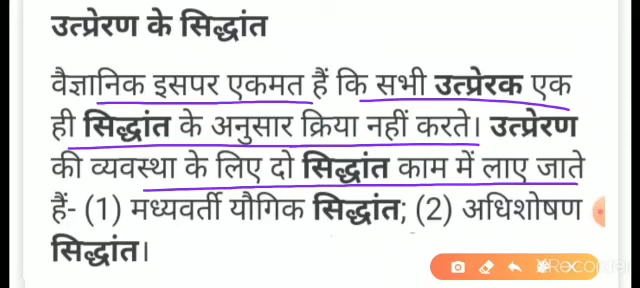 उत्प्रेरण के सिद्धांत
वैज्ञानिक इसपर एकमत हैं कि सभी उत्प्रेरक एक
ही सिद्धांत के अनुसार क्रिया नहीं करते। उत्प्रेरण
की व्यवस्था के लिए दो सिद्धांत काम में लाए जाते
हैं- (1) मध्यवर्ती यौगिक सिद्धांत; (2) अधिशोषण
सिद्धांत।